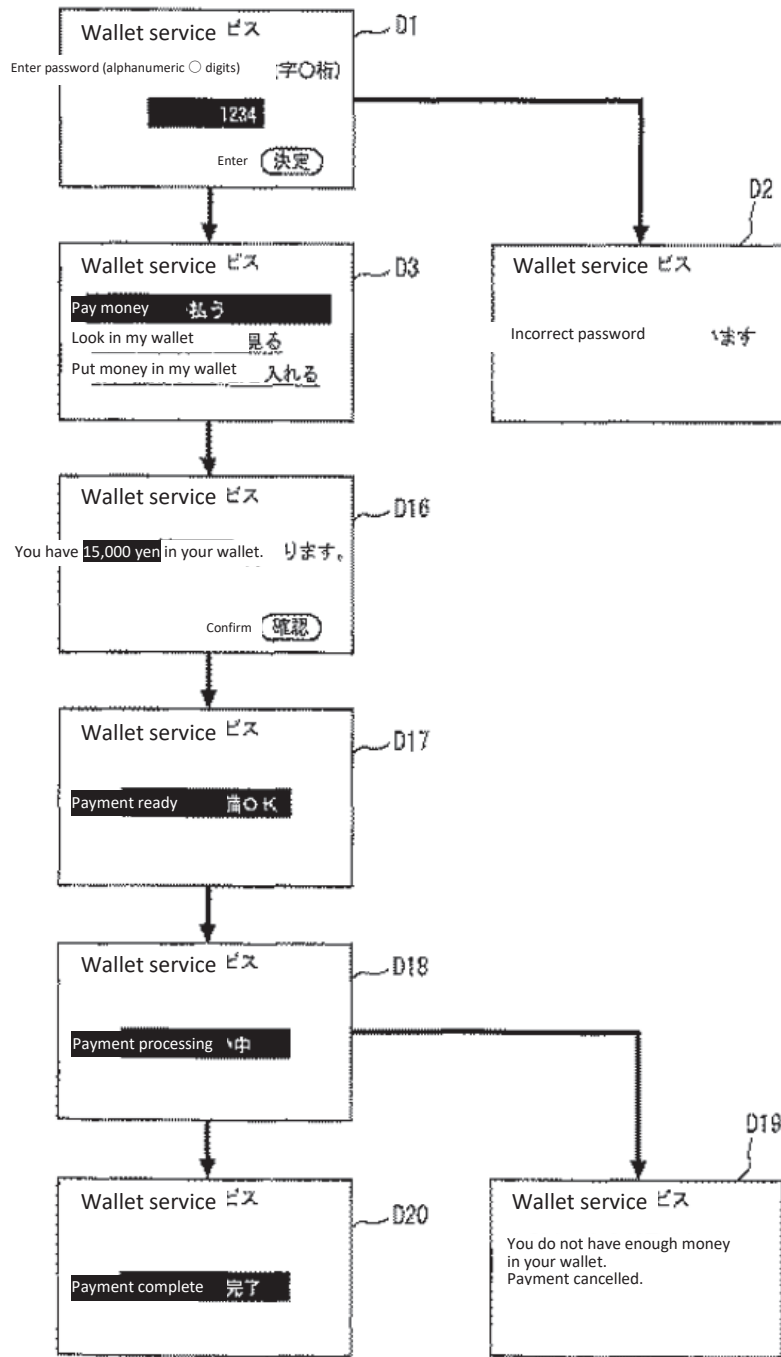 Wallet service ビス
D1
Enter password (alphanumeric ○ digits) 字○桁)
1234
Enter 決定
D2
Wallet service ビス
D3
Wallet service ビス
Pay money 払う
Incorrect password います
Look in my wallet 見る
Put money in my wallet 入れる
Wallet service ビス
D16
You have 15,000 yen in your wallet. ります。
Confirm 確認
Wallet service ビス
D17
Payment ready 備OK
Wallet service ビス
D18
Payment processing 中
D19
Wallet service ビス
D20
Wallet service ビス
You do not have enough money
in your wallet.
Payment cancelled.
Payment complete 完了